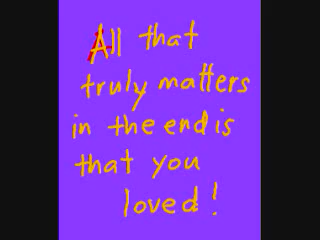 All that
truly matters
in the end is
that you
loved!